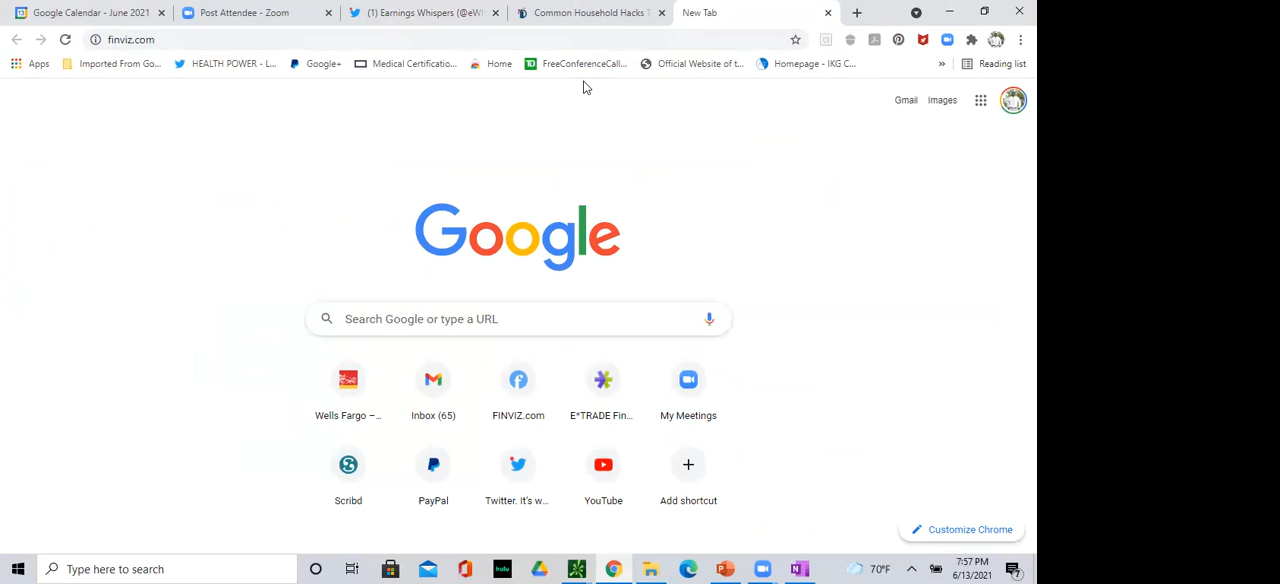 Google Calendar - June 2021
Post Attendee - Zoom
(1) Earnings Whispers (@eWh
Common Household Hacks T
New Tab
finviz.com
Apps
Imported From Go...
HEALTH POWER - L...
Google+
Medical Certificatio...
Home
FreeConferenceCall...
Official Website of t...
Homepage - IKG C...
»
Reading list
Gmail
Images
Google
Search Google or type a URL
Wells Fargo –...
Inbox (65)
FINVIZ.com
E*TRADE Fin...
My Meetings
Scribd
PayPal
Twitter. It's w...
YouTube
Add shortcut
Customize Chrome
Type here to search
hulu
70°F
7:57 PM
6/13/2021